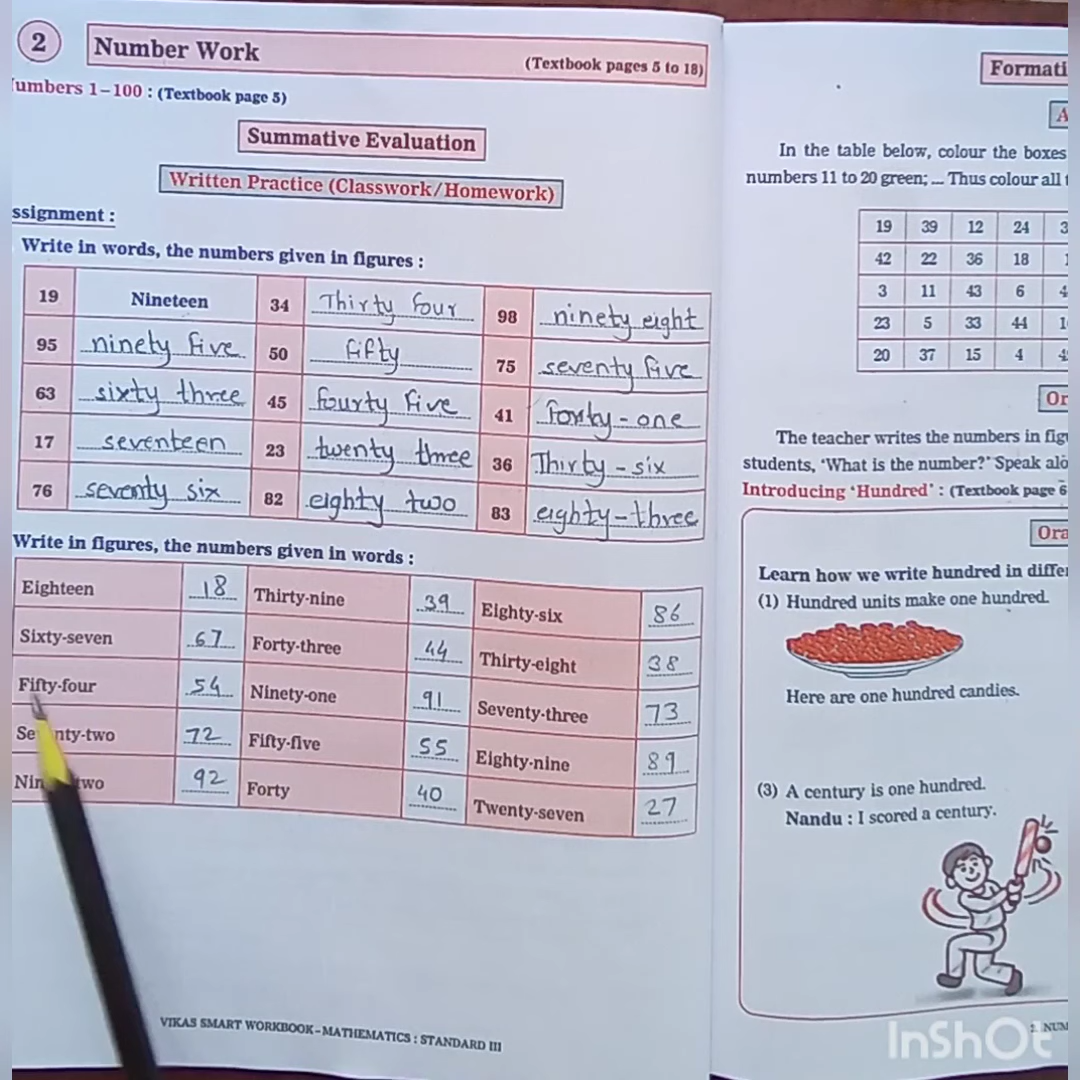 2 Number Work (Textbook pages 5 to 18)
umbers 1–100 : (Textbook page 5)
Summative Evaluation
Written Practice (Classwork/Homework)
ssignment :
Write in words, the numbers given in figures :
19 Nineteen 34 Thirty four 98 ninety eight
95 ninety five 50 fifty 75 seventy five
63 sixty three 45 fourty five 41 forty-one
17 seventeen 23 twenty three 36 Thirty-six
76 seventy six 82 eighty two 83 eighty-three
Write in figures, the numbers given in words :
Eighteen 18 Thirty-nine 39 Eighty-six 86
Sixty-seven 67 Forty-three 44 Thirty-eight 38
Fifty-four 54 Ninety-one 91 Seventy-three 73
Se nty-two 72 Fifty-five 55 Eighty-nine 89
Nin two 92 Forty 40 Twenty-seven 27
VIKAS SMART WORKBOOK – MATHEMATICS : STANDARD III
Formati
A
In the table below, colour the boxes
numbers 11 to 20 green; ... Thus colour all
19 39 12 24 3
42 22 36 18 1
3 11 43 6 4
23 5 33 44 1
20 37 15 4 4
Or
The teacher writes the numbers in fig
students, ‘What is the number?’ Speak alo
Introducing ‘Hundred’ : (Textbook page 6
Ora
Learn how we write hundred in differ
(1) Hundred units make one hundred.
Here are one hundred candies.
(3) A century is one hundred.
Nandu : I scored a century.
2. NUM
InShOt